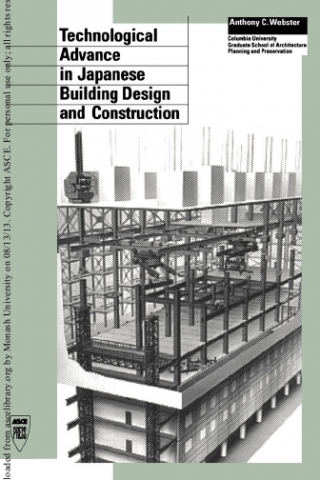 Technological
Advance
in Japanese
Building Design
and Construction
Anthony C. Webster
Columbia University
Graduate School of Architecture
Planning and Preservation
loaded from ascelibrary.org by Monash University on 08/13/13. Copyright ASCE. For personal use only; all rights res
ASCE
PRESS